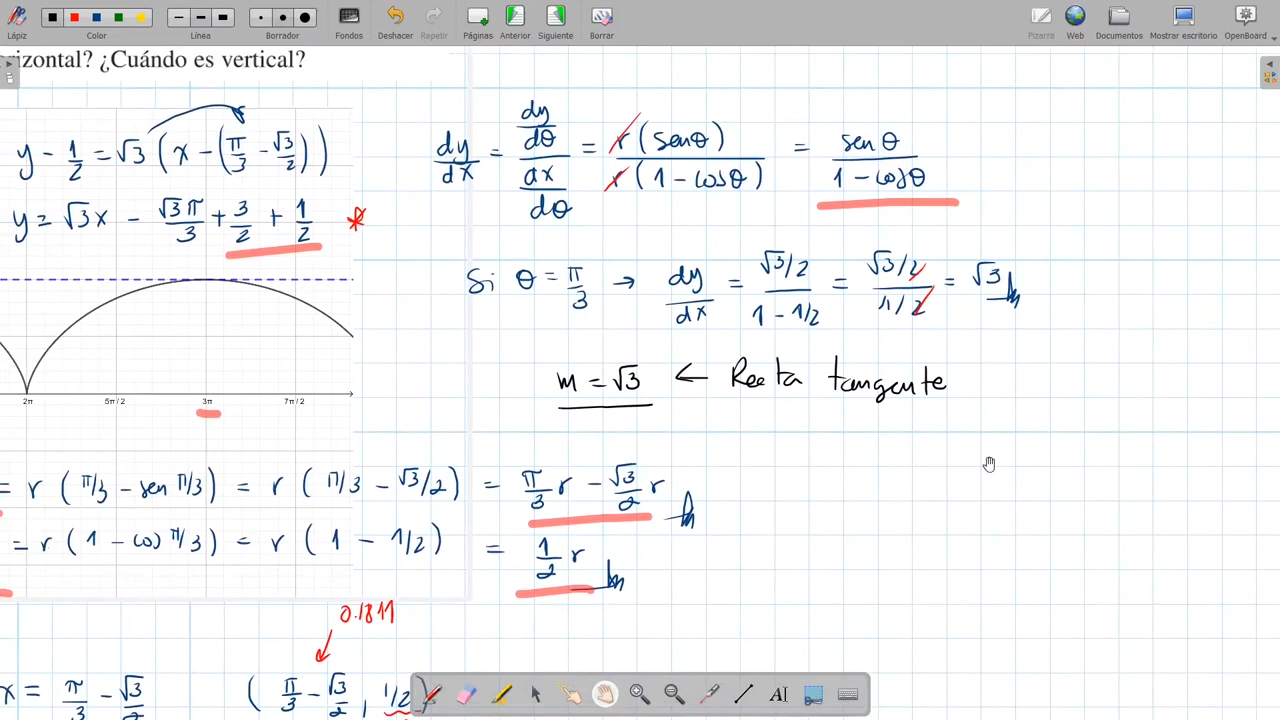 Lápiz Color Línea Borrador Fondos Deshacer Repetir Páginas Anterior Siguiente Borrar Pizarra Web Documentos Mostrar escritorio OpenBoard
rizontal? ¿Cuándo es vertical?
y - 1/2 = √3 (x - (π/3 - √3/2))
y = √3x - √3π/3 + 3/2 + 1/2 *
2π 5π/2 3π 7π/2
dy/dx = (dy/dθ)/(dx/dθ) = r(senθ)/r(1 - cosθ) = senθ/(1 - cosθ)
Si θ = π/3 → dy/dx = (√3/2)/(1 - 1/2) = (√3/2)/(1/2) = √3
m = √3 ← Recta tangente
= r (π/3 - sen π/3) = r (π/3 - √3/2) = π/3 r - √3/2 r
= r (1 - cos π/3) = r (1 - 1/2) = 1/2 r
0.1811
x = π/3 - √3/2 (π/3 - √3/2, 1/2)